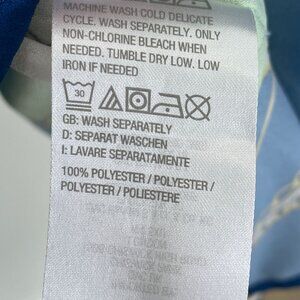 MACHINE WASH COLD DELICATE
CYCLE. WASH SEPARATELY. ONLY
NON-CHLORINE BLEACH WHEN
NEEDED. TUMBLE DRY LOW. LOW
IRON IF NEEDED
30
GB: WASH SEPARATELY
D: SEPARAT WASCHEN
I: LAVARE SEPARATAMENTE
100% POLYESTER / POLYESTER /
POLYESTER / POLIESTERE